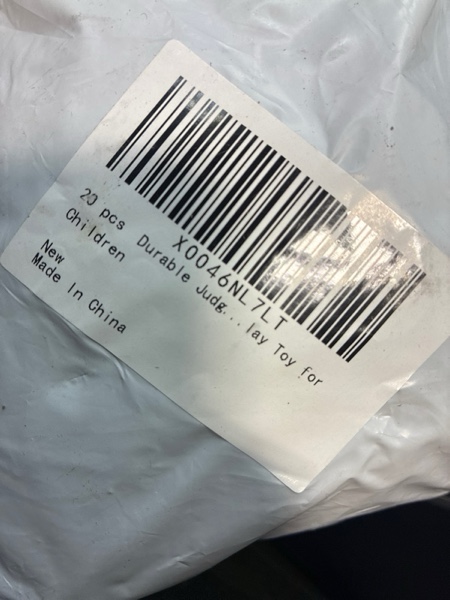 X0046NL7LT
20 pcs Durable Judg...lay Toy for
Children
New
Made In China